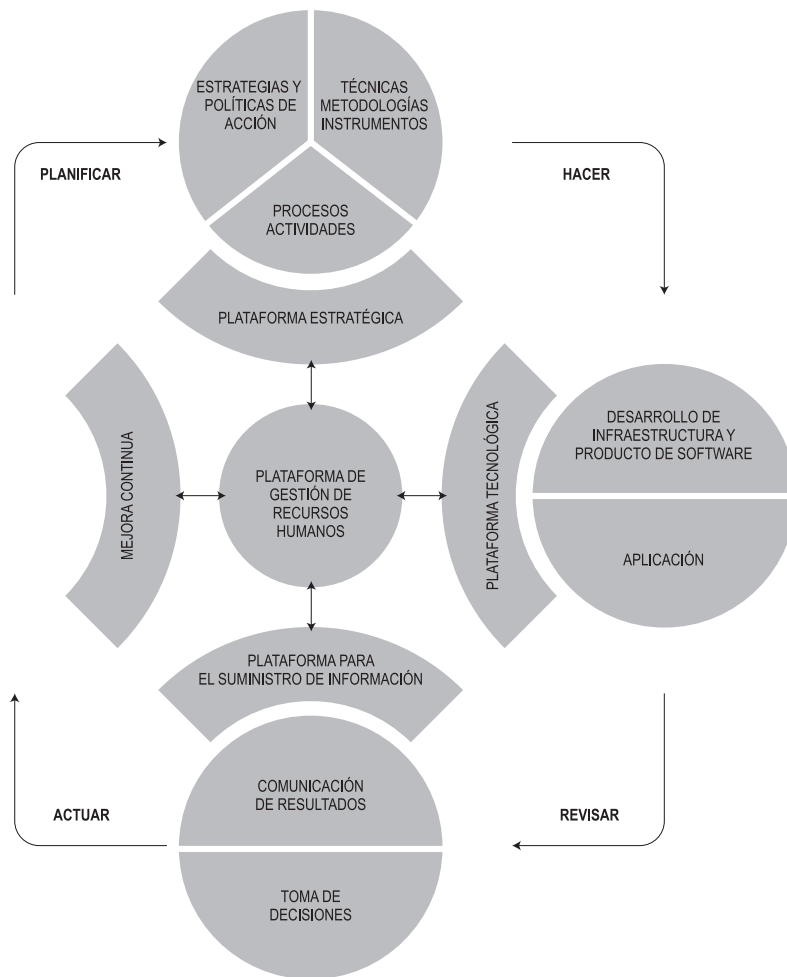 ESTRATEGIAS Y
POLÍTICAS DE
ACCIÓN
TÉCNICAS
METODOLOGÍAS
INSTRUMENTOS
PROCESOS
ACTIVIDADES
PLANIFICAR
HACER
PLATAFORMA ESTRATÉGICA
MEJORA CONTINUA
PLATAFORMA DE
GESTIÓN DE
RECURSOS
HUMANOS
PLATAFORMA TECNOLÓGICA
DESARROLLO DE
INFRAESTRUCTURA Y
PRODUCTO DE SOFTWARE
APLICACIÓN
PLATAFORMA PARA
EL SUMINISTRO DE INFORMACIÓN
COMUNICACIÓN
DE RESULTADOS
ACTUAR
REVISAR
TOMA DE
DECISIONES